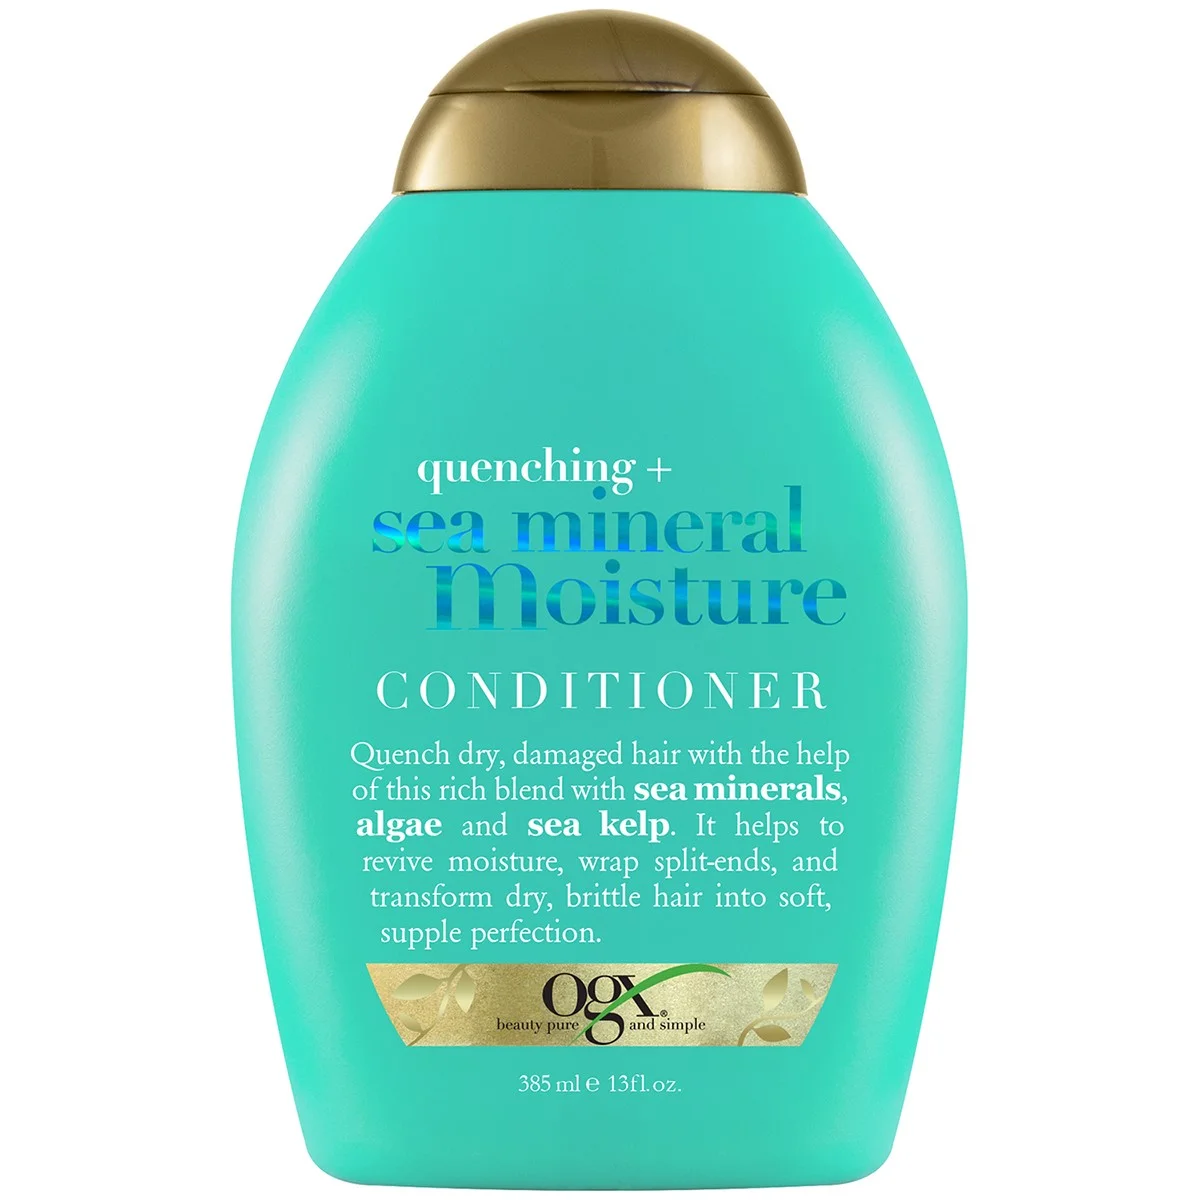 quenching +
sea mineral
moisture
CONDITIONER
Quench dry, damaged hair with the help
of this rich blend with sea minerals,
algae and sea kelp. It helps to
revive moisture, wrap split-ends, and
transform dry, brittle hair into soft,
supple perfection.
Ogx®
beauty pure and simple
385 ml e 13fl.oz.